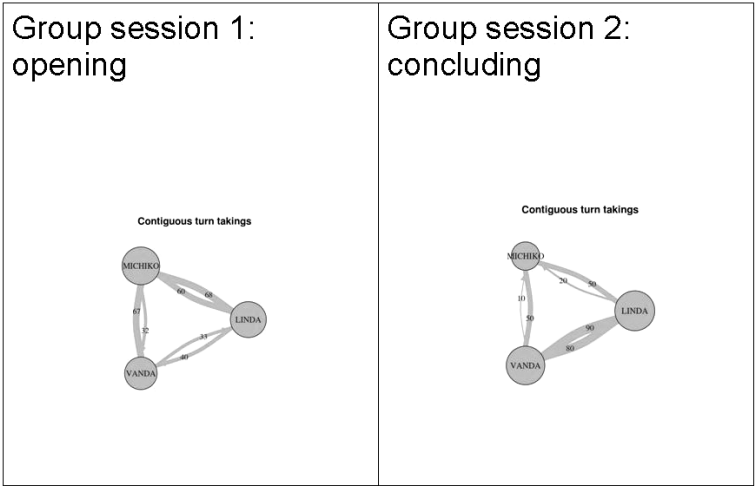 Group session 1:
opening
Contiguous turn takings
MICHIKO
60
68
67
32
LINDA
33
40
VANDA
Group session 2:
concluding
Contiguous turn takings
MICHIKO
20
50
10
50
LINDA
90
80
VANDA